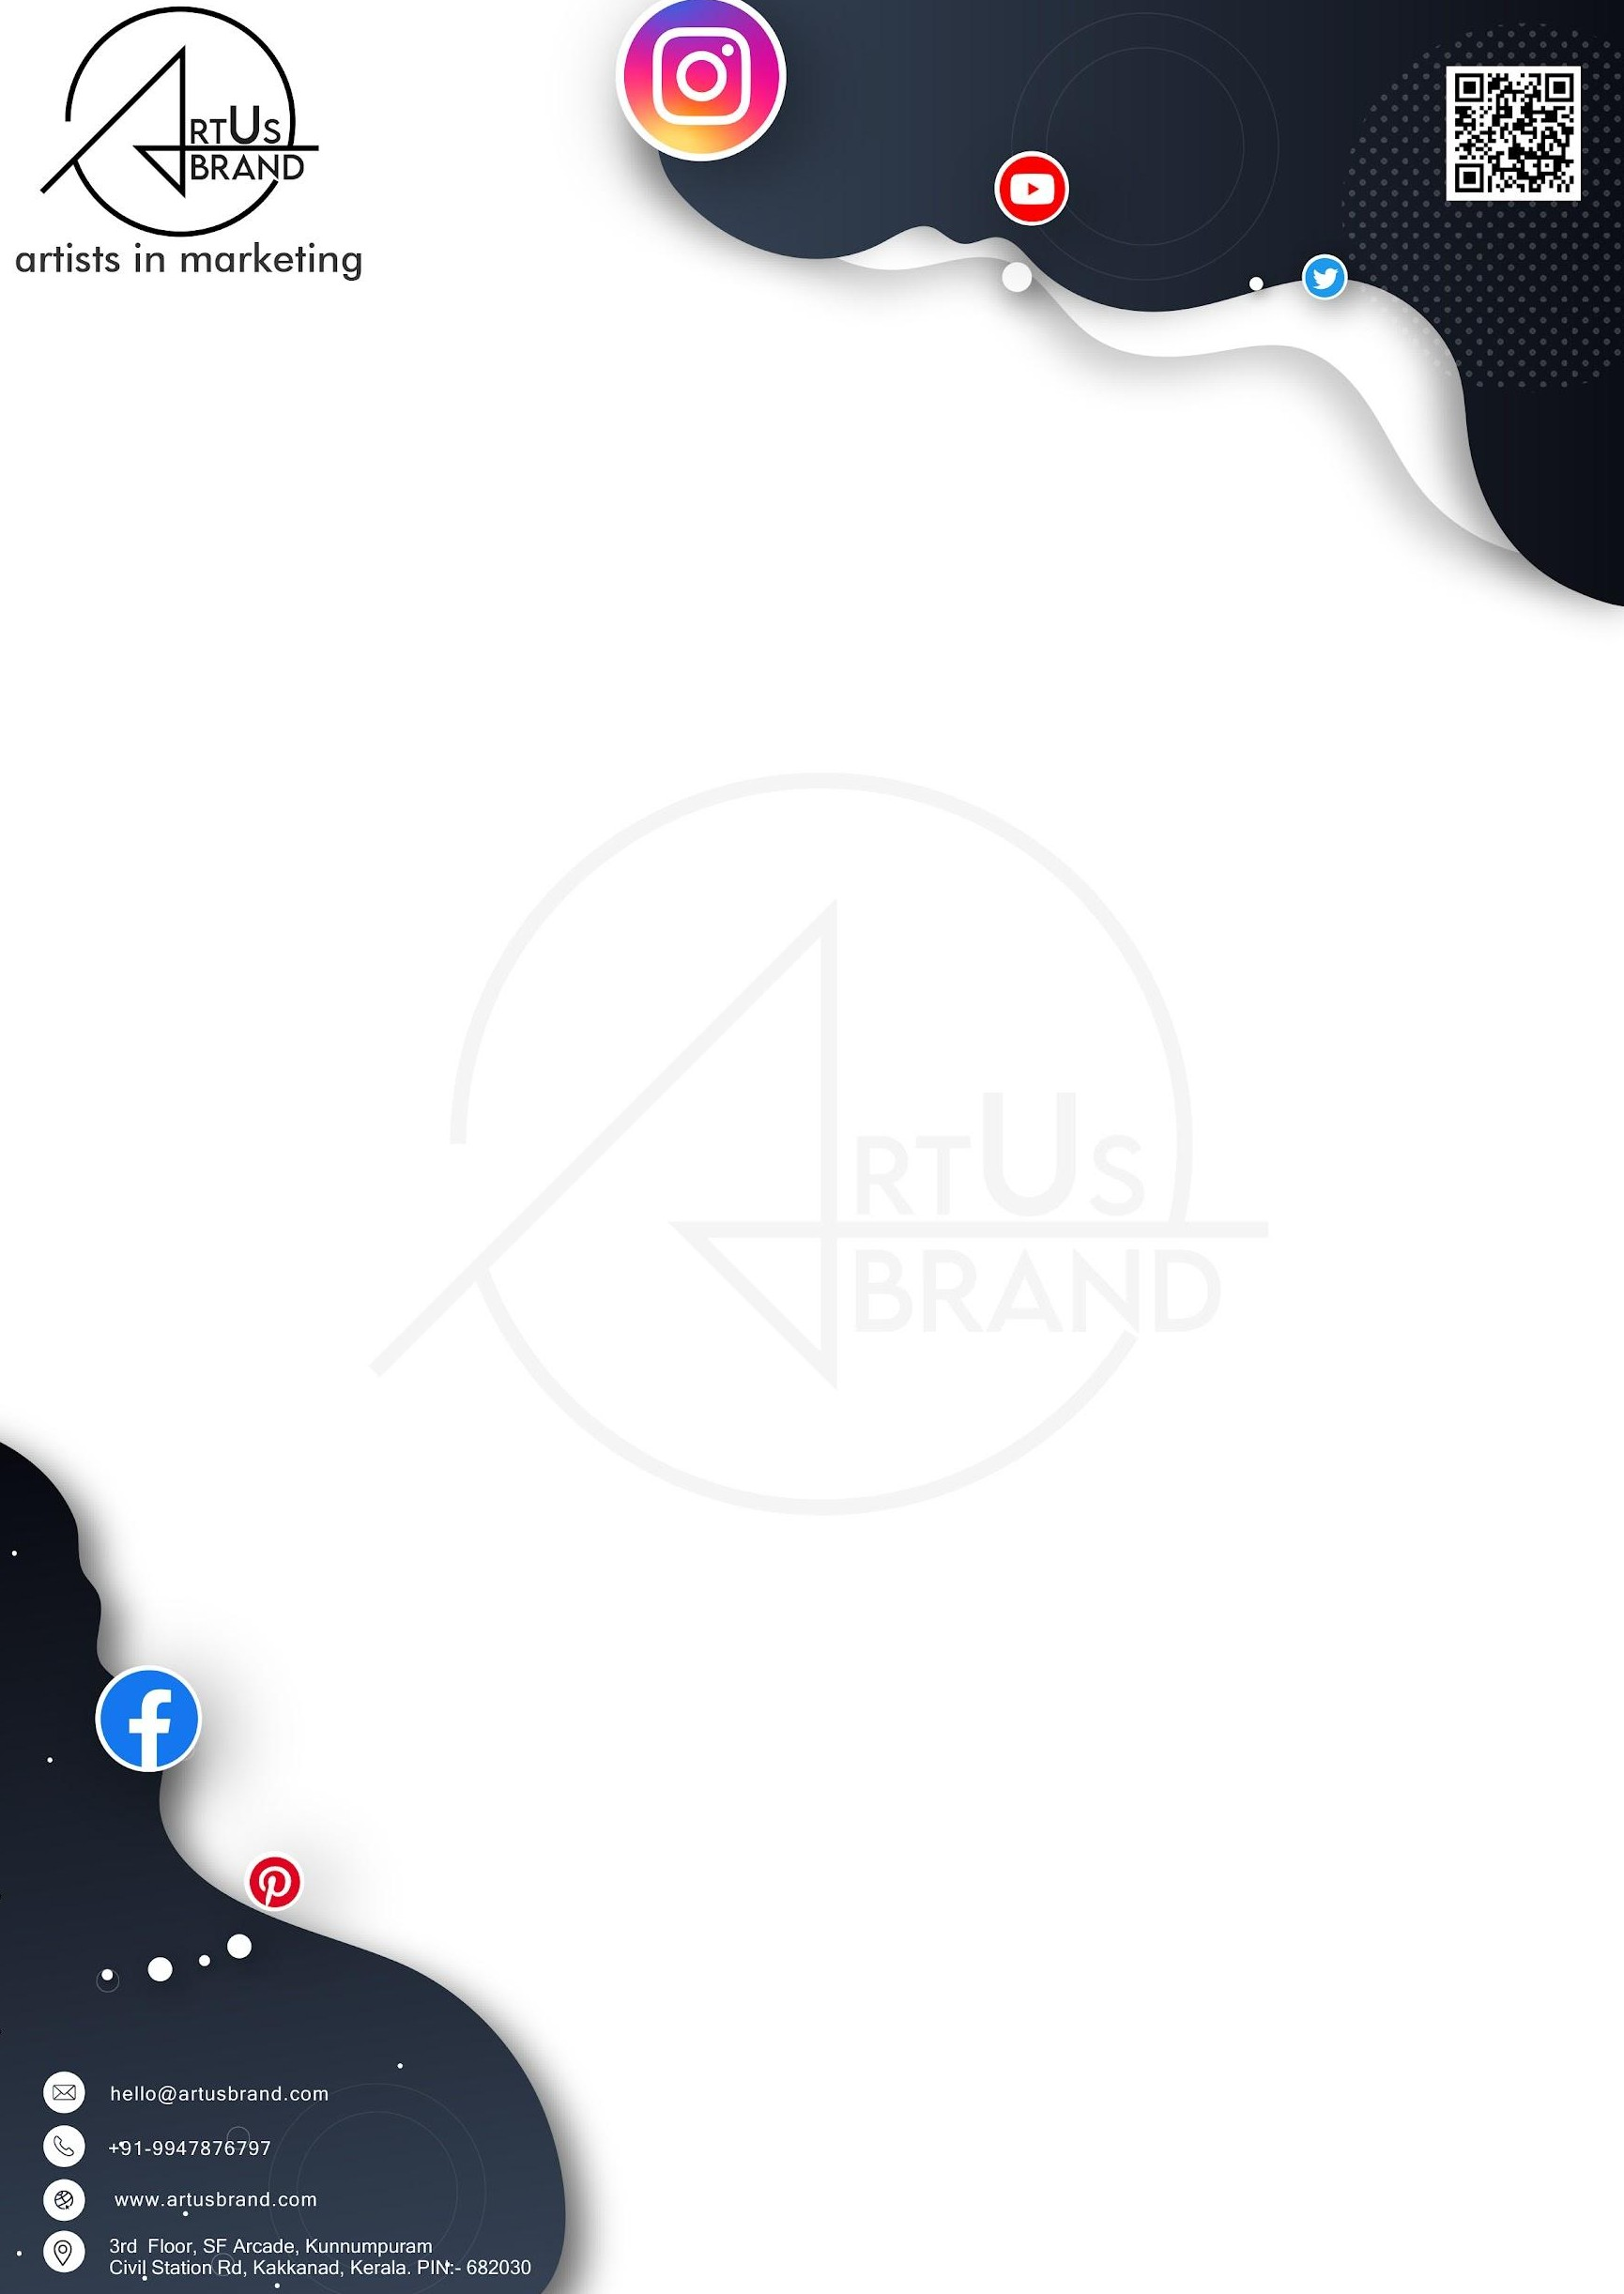 ARTUS
BRAND
artists in marketing
RTUS
BRAND
hello@artusbrand.com
+91-9947876797
www.artusbrand.com
3rd Floor, SF Arcade, Kunnumpuram
Civil Station Rd, Kakkanad, Kerala. PIN:- 682030